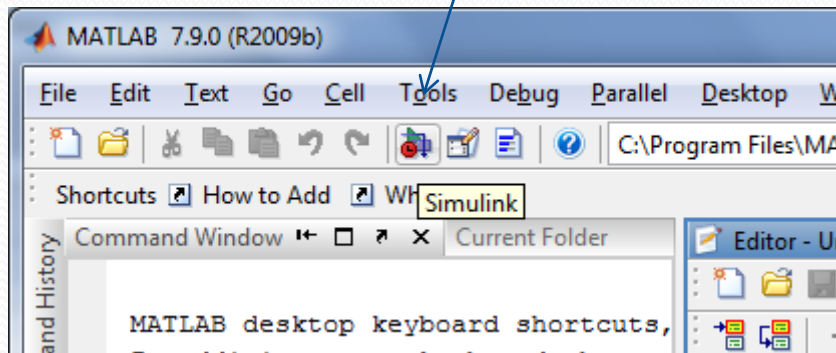 MATLAB 7.9.0 (R2009b)
File Edit Text Go Cell Tools Debug Parallel Desktop W
C:\Program Files\MA
Shortcuts How to Add Wh
Simulink
Command Window Current Folder
Editor - U
and History
MATLAB desktop keyboard shortcuts,